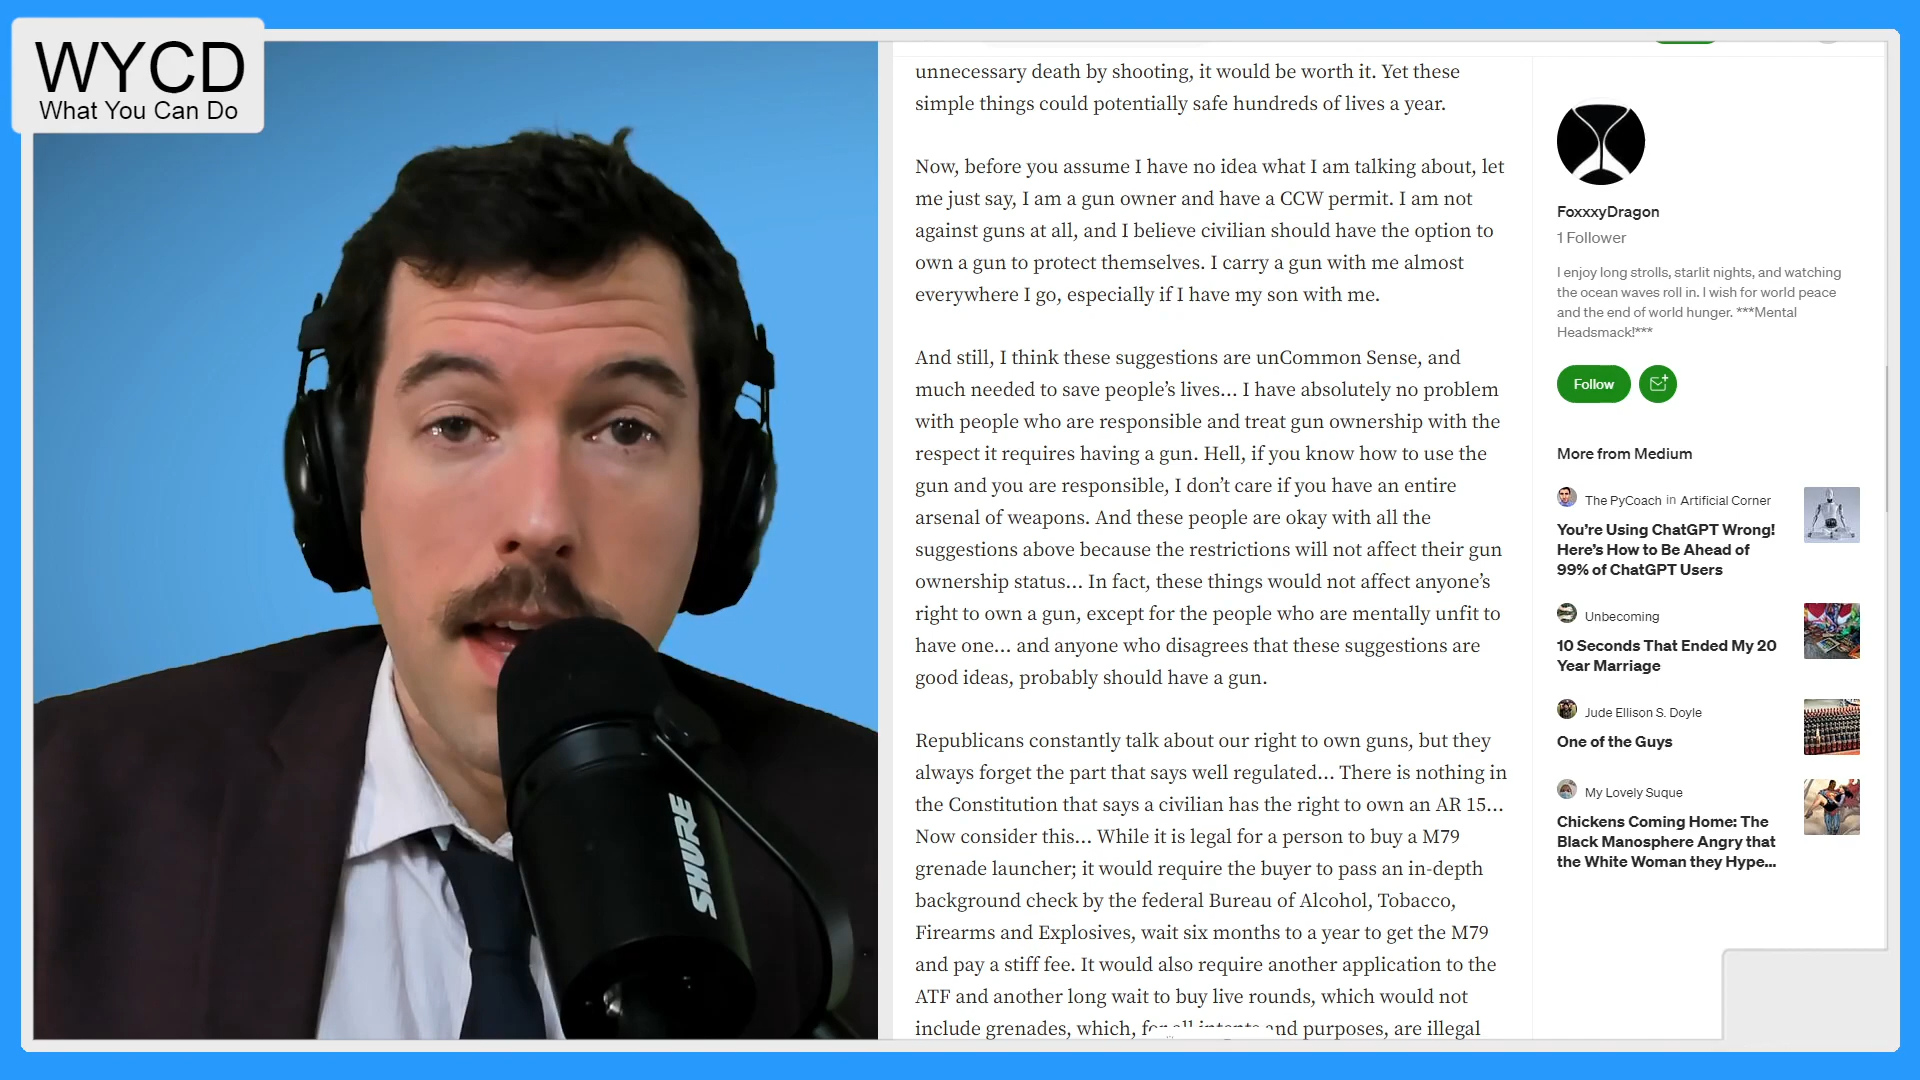 WYCD
What You Can Do
unnecessary death by shooting, it would be worth it. Yet these
simple things could potentially safe hundreds of lives a year.
Now, before you assume I have no idea what I am talking about, let
me just say, I am a gun owner and have a CCW permit. I am not
against guns at all, and I believe civilian should have the option to
own a gun to protect themselves. I carry a gun with me almost
everywhere I go, especially if I have my son with me.
And still, I think these suggestions are unCommon Sense, and
much needed to save people's lives... I have absolutely no problem
with people who are responsible and treat gun ownership with the
respect it requires having a gun. Hell, if you know how to use the
gun and you are responsible, I don't care if you have an entire
arsenal of weapons. And these people are okay with all the
suggestions above because the restrictions will not affect their gun
ownership status... In fact, these things would not affect anyone's
right to own a gun, except for the people who are mentally unfit to
have one... and anyone who disagrees that these suggestions are
good ideas, probably should have a gun.
Republicans constantly talk about our right to own guns, but they
always forget the part that says well regulated... There is nothing in
the Constitution that says a civilian has the right to own an AR 15...
Now consider this... While it is legal for a person to buy a M79
grenade launcher; it would require the buyer to pass an in-depth
background check by the federal Bureau of Alcohol, Tobacco,
Firearms and Explosives, wait six months to a year to get the M79
and pay a stiff fee. It would also require another application to the
ATF and another long wait to buy live rounds, which would not
include grenades, which, for all intents and purposes, are illegal
FoxxxyDragon
1 Follower
I enjoy long strolls, starlit nights, and watching
the ocean waves roll in. I wish for world peace
and the end of world hunger. ***Mental
Headsmack!***
Follow
More from Medium
The PyCoach in Artificial Corner
You're Using ChatGPT Wrong!
Here's How to Be Ahead of
99% of ChatGPT Users
Unbecoming
10 Seconds That Ended My 20
Year Marriage
Jude Ellison S. Doyle
One of the Guys
My Lovely Suque
Chickens Coming Home: The
Black Manosphere Angry that
the White Woman they Hype...
SHURE